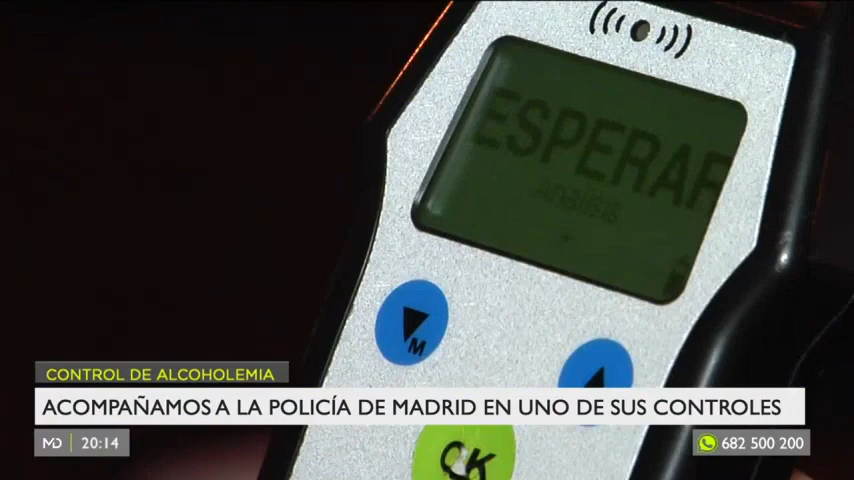 ESPERAR
Análisis
M
OK
CONTROL DE ALCOHOLEMIA
ACOMPAÑAMOS A LA POLICÍA DE MADRID EN UNO DE SUS CONTROLES
MD 20:14
682 500 200